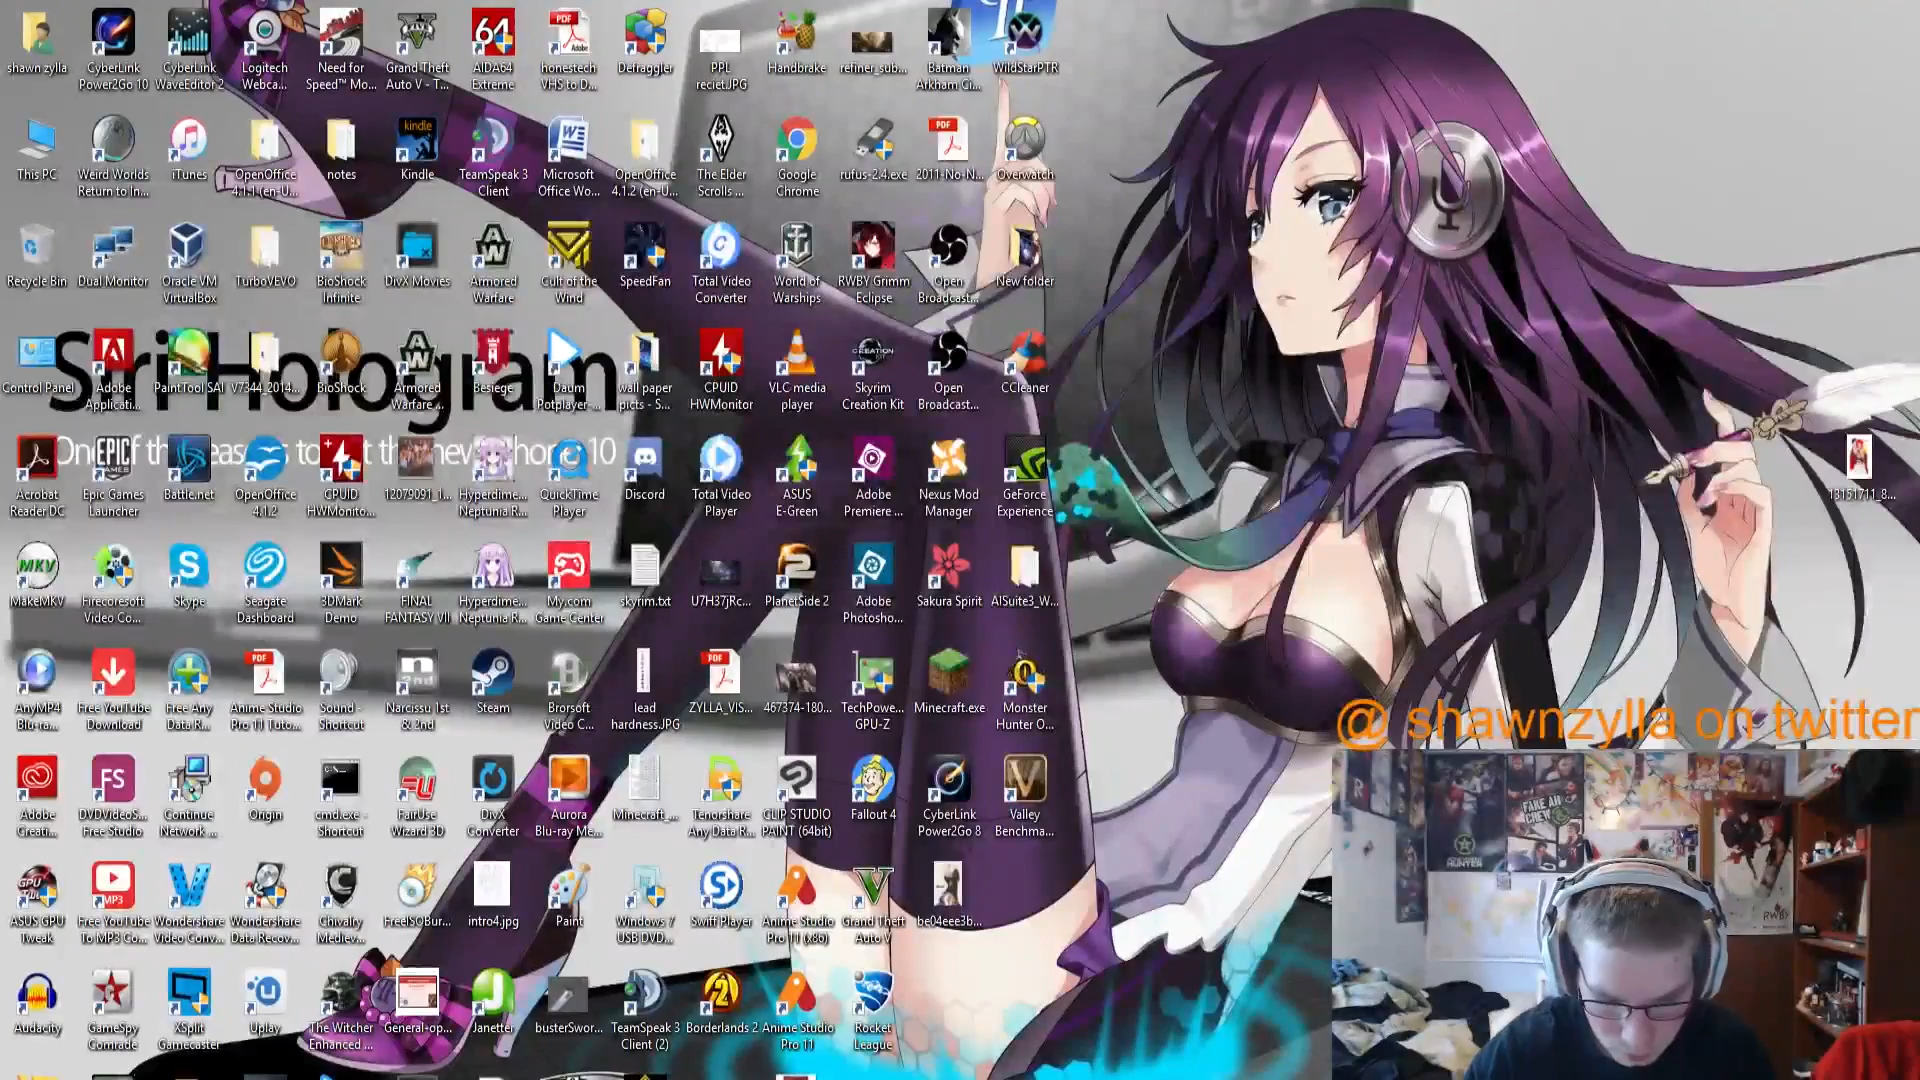 shawn zylla
CyberLink Power2Go 10
CyberLink WaveEditor 2
Logitech Webca...
Need for Speed™ Mo...
Grand Theft Auto V - T...
AIDA64 Extreme
honestech VHS to D...
Defraggler
PPL reciet.JPG
Handbrake
refiner_sub...
Batman Arkham Ci...
WildStarPTR
This PC
Weird Worlds Return to In...
iTunes
OpenOffice 4.1.1 (en-U...
notes
Kindle
TeamSpeak 3 Client
Microsoft Office Wo...
OpenOffice 4.1.2 (en-U...
The Elder Scrolls ...
Google Chrome
rufus-2.4.exe
2011-No-N...
Overwatch
Recycle Bin
Dual Monitor
Oracle VM VirtualBox
TurboVEVO
BioShock Infinite
DivX Movies
Armored Warfare
Cult of the Wind
SpeedFan
Total Video Converter
World of Warships
RWBY Grimm Eclipse
Open Broadcast...
New folder
Siri Hologram
Control Panel
Adobe Applicati...
PaintTool SAI
V7344_2014...
BioShock
Armored Warfare ...
Besiege
Daum Potplayer-...
wall paper picts - S...
CPUID HWMonitor
VLC media player
Skyrim Creation Kit
Open Broadcast...
CCleaner
Acrobat Reader DC
Epic Games Launcher
Battle.net
OpenOffice 4.1.2
CPUID HWMonito...
12079091_1...
Hyperdime... Neptunia R...
QuickTime Player
Discord
Total Video Player
ASUS E-Green
Adobe Premiere ...
Nexus Mod Manager
GeForce Experience
13151711_8...
MakeMKV
Firecoresoft Video Co...
Skype
Seagate Dashboard
3DMark Demo
FINAL FANTASY VII
Hyperdime... Neptunia R...
My.com Game Center
skyrim.txt
U7H37jRc...
PlanetSide 2
Adobe Photosho...
Sakura Spirit
AISuite3_W...
AnyMP4 Blu-ra...
Free YouTube Download
Free Any Data R...
Anime Studio Pro 11 Tuto...
Sound - Shortcut
Narcissu 1st & 2nd
Steam
Brorsoft Video C...
lead hardness.JPG
ZYLLA_VIS...
467374-180...
TechPowe... GPU-Z
Minecraft.exe
Monster Hunter O...
@ shawnzylla on twitter
Adobe Creati...
DVDVideoS... Free Studio
Continue Network ...
Origin
cmd.exe - Shortcut
FairUse Wizard 3D
DivX Converter
Aurora Blu-ray Me...
Minecraft_...
Tenorshare Any Data R...
CLIP STUDIO PAINT (64bit)
Fallout 4
CyberLink Power2Go 8
Valley Benchma...
FAKE AH CREW
HUNTER
RWBY
ASUS GPU Tweak
Free YouTube To MP3 Co...
Wondershare Video Conv...
Wondershare Data Recov...
Chivalry Mediev...
FreeISOBur...
intro4.jpg
Paint
Windows 7 USB DVD...
Swiff Player
Anime Studio Pro 11 (x86)
Grand Theft Auto V
be04eee3b...
Audacity
GameSpy Comrade
XSplit Gamecaster
Uplay
The Witcher Enhanced ...
General-op...
Janetter
busterSwor...
TeamSpeak 3 Client (2)
Borderlands 2
Anime Studio Pro 11
Rocket League